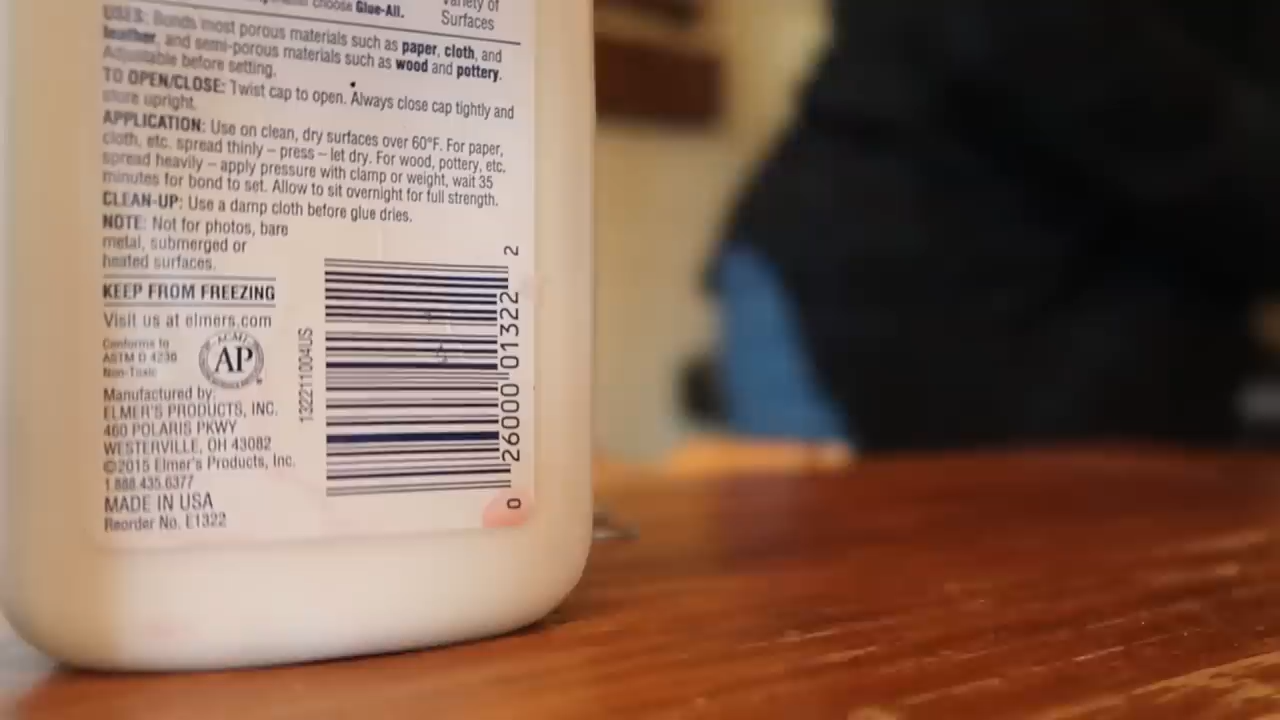 choose Glue-All.
Variety of
Surfaces
USES: Bonds most porous materials such as paper, cloth, and
leather, and semi-porous materials such as wood and pottery.
Adjustable before setting.
TO OPEN/CLOSE: Twist cap to open. Always close cap tightly and
store upright.
APPLICATION: Use on clean, dry surfaces over 60°F. For paper,
cloth, etc. spread thinly – press – let dry. For wood, pottery, etc.
spread heavily – apply pressure with clamp or weight, wait 35
minutes for bond to set. Allow to sit overnight for full strength.
CLEAN-UP: Use a damp cloth before glue dries.
NOTE: Not for photos, bare
metal, submerged or
heated surfaces.
KEEP FROM FREEZING
Visit us at elmers.com
Conforms to
ASTM D 4236
Non-Toxic
ACMI
AP
Manufactured by:
ELMER'S PRODUCTS, INC.
460 POLARIS PKWY
WESTERVILLE, OH 43082
©2015 Elmer's Products, Inc.
1.888.435.6377
MADE IN USA
Reorder No. E1322
132211004US
0 26000 01322 2